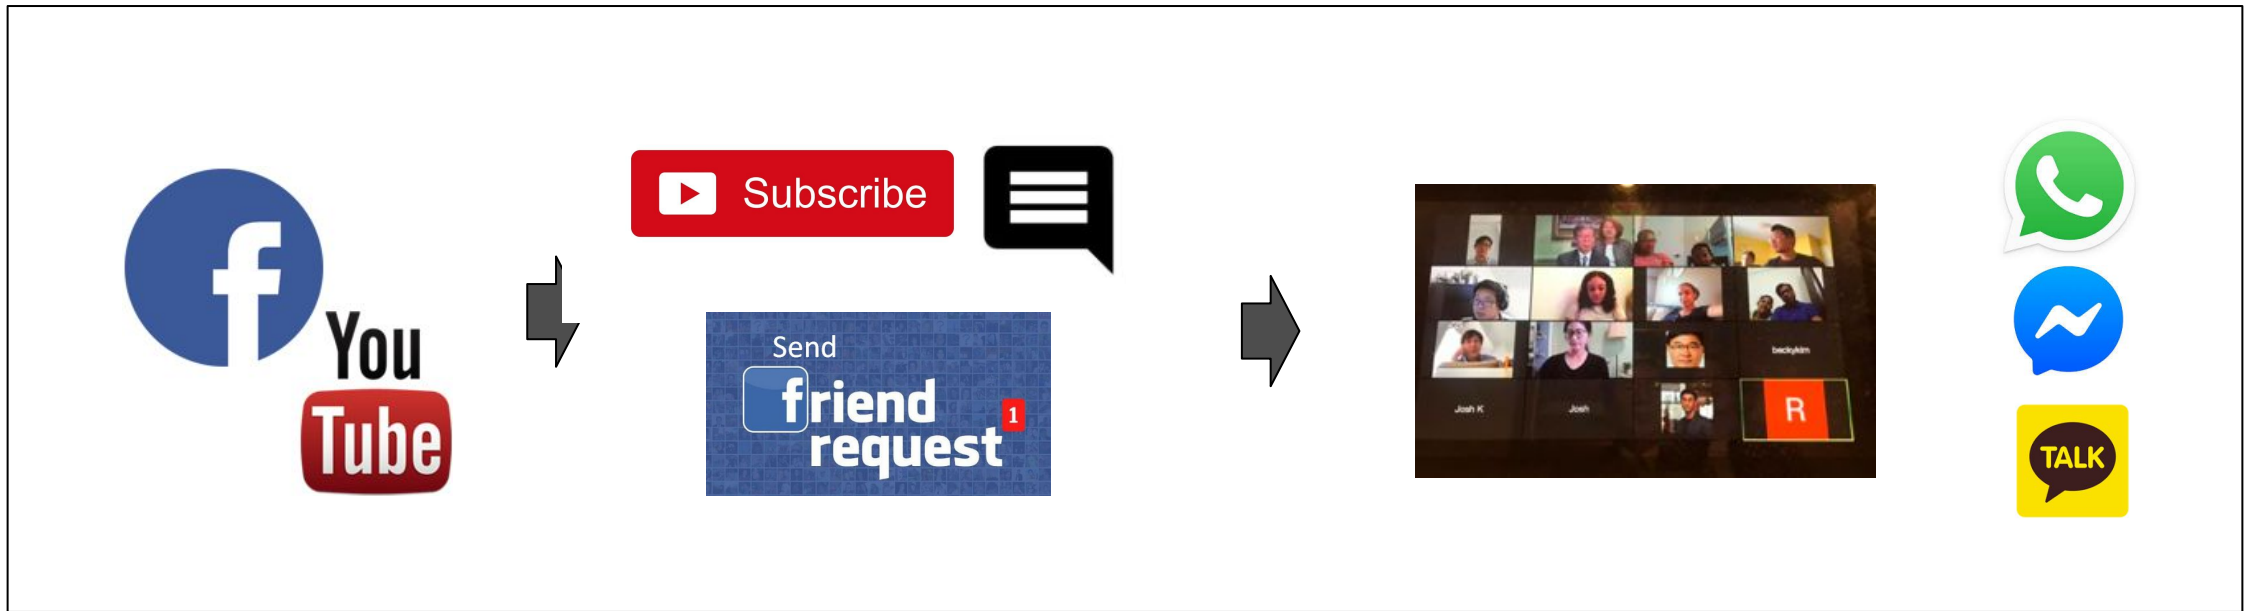 f
You
Tube
Subscribe
Send
friend
request
1
beckykim
Josh K
Josh
R
TALK